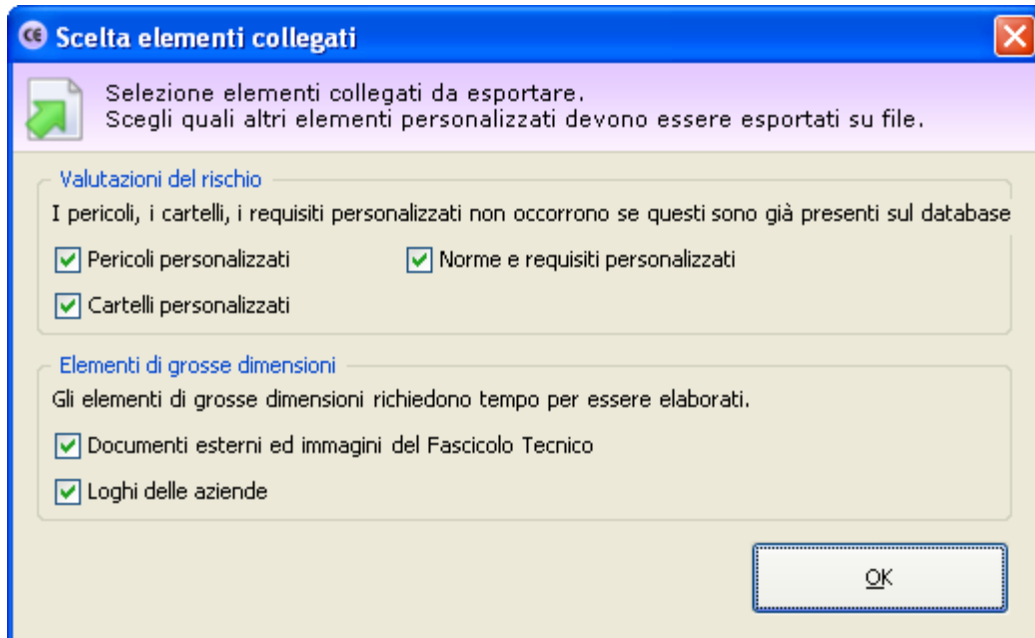 CE Scelta elementi collegati
Selezione elementi collegati da esportare.
Scegli quali altri elementi personalizzati devono essere esportati su file.
Valutazioni del rischio
I pericoli, i cartelli, i requisiti personalizzati non occorrono se questi sono già presenti sul database
Pericoli personalizzati Norme e requisiti personalizzati
Cartelli personalizzati
Elementi di grosse dimensioni
Gli elementi di grosse dimensioni richiedono tempo per essere elaborati.
Documenti esterni ed immagini del Fascicolo Tecnico
Loghi delle aziende
OK